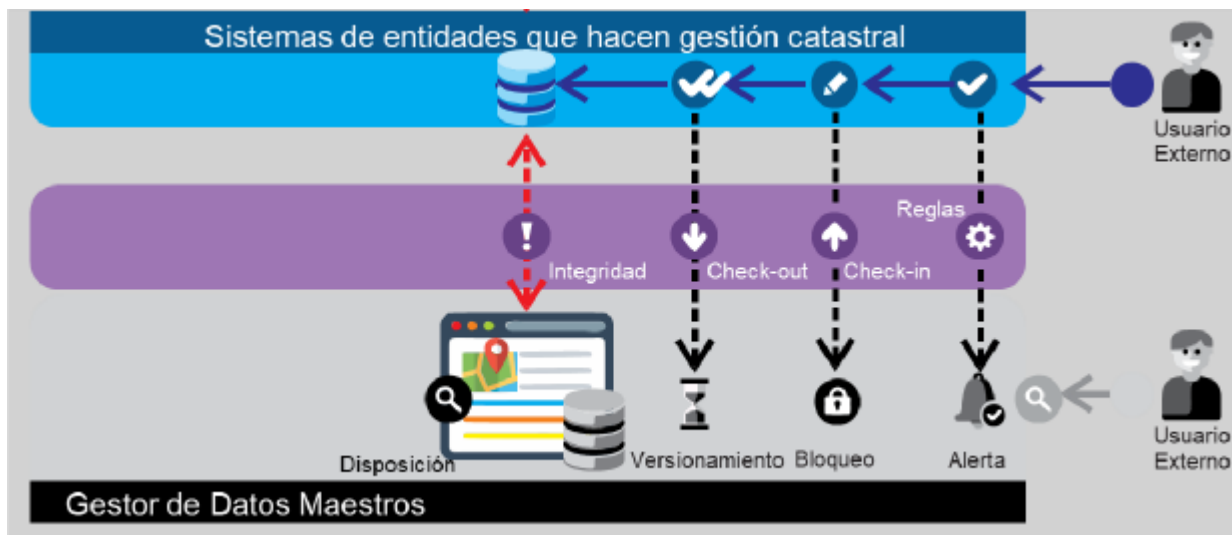 Sistemas de entidades que hacen gestión catastral
Usuario
Externo
Reglas
Integridad
Check-out
Check-in
Disposición
Versionamiento
Bloqueo
Alerta
Usuario
Externo
Gestor de Datos Maestros